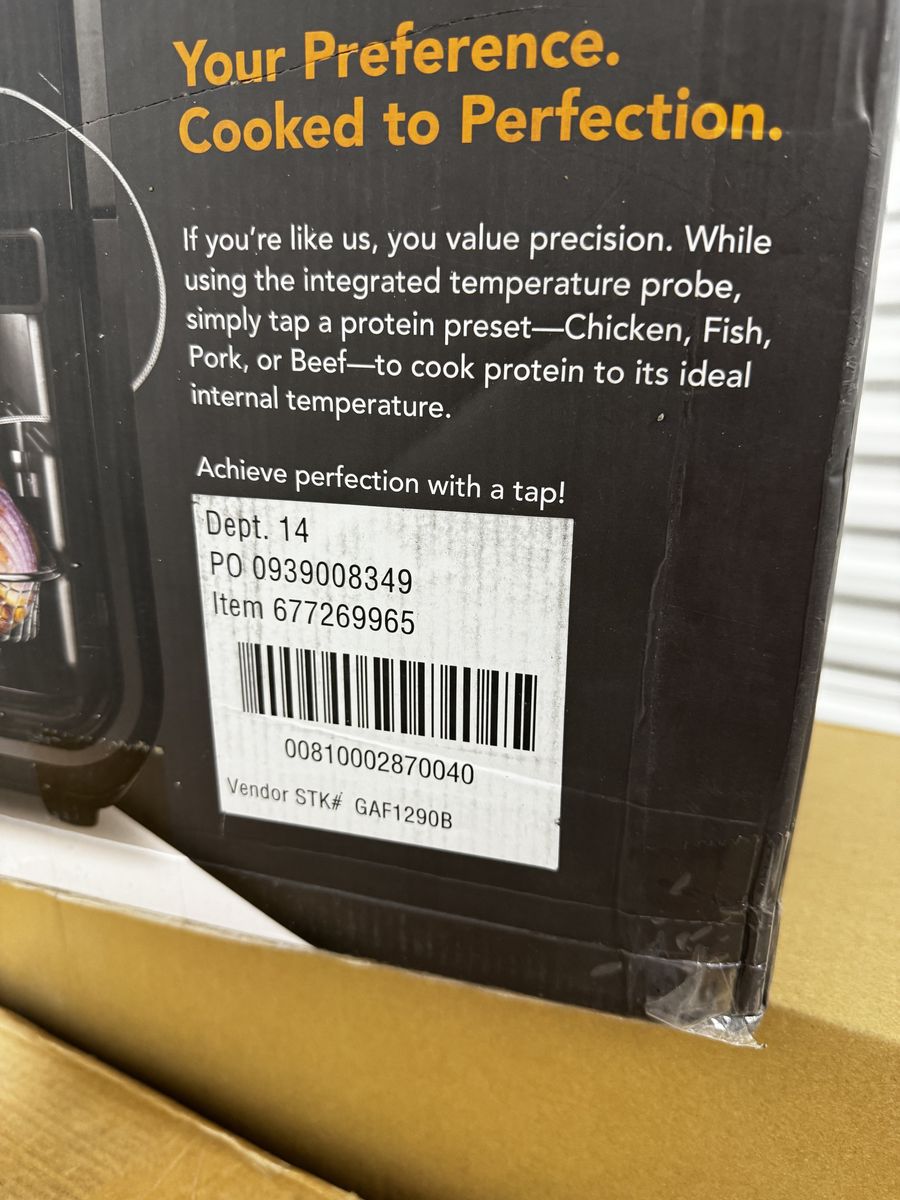 Your Preference.
Cooked to Perfection.
If you're like us, you value precision. While
using the integrated temperature probe,
simply tap a protein preset—Chicken, Fish,
Pork, or Beef—to cook protein to its ideal
internal temperature.
Achieve perfection with a tap!
Dept. 14
PO 0939008349
Item 677269965
00810002870040
Vendor STK# GAF1290B